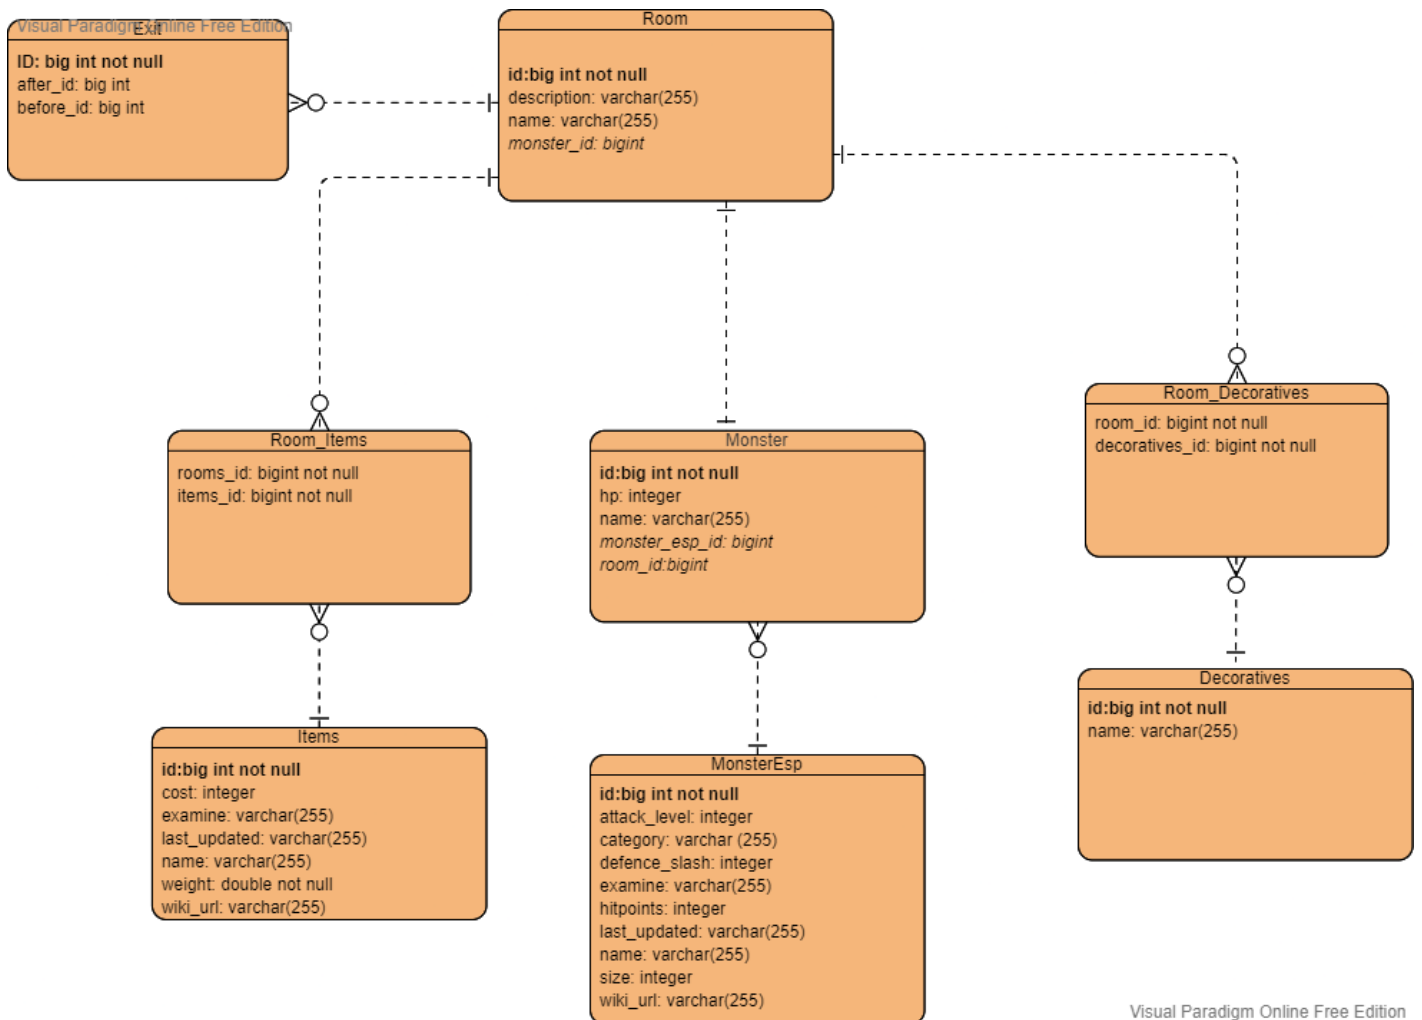 Visual Paradigm Online Free Edition
Exit
ID: big int not null
after_id: big int
before_id: big int
Room
id:big int not null
description: varchar(255)
name: varchar(255)
monster_id: bigint
Room_Items
rooms_id: bigint not null
items_id: bigint not null
Monster
id:big int not null
hp: integer
name: varchar(255)
monster_esp_id: bigint
room_id:bigint
Room_Decoratives
room_id: bigint not null
decoratives_id: bigint not null
Items
id:big int not null
cost: integer
examine: varchar(255)
last_updated: varchar(255)
name: varchar(255)
weight: double not null
wiki_url: varchar(255)
MonsterEsp
id:big int not null
attack_level: integer
category: varchar (255)
defence_slash: integer
examine: varchar(255)
hitpoints: integer
last_updated: varchar(255)
name: varchar(255)
size: integer
wiki_url: varchar(255)
Decoratives
id:big int not null
name: varchar(255)
Visual Paradigm Online Free Edition